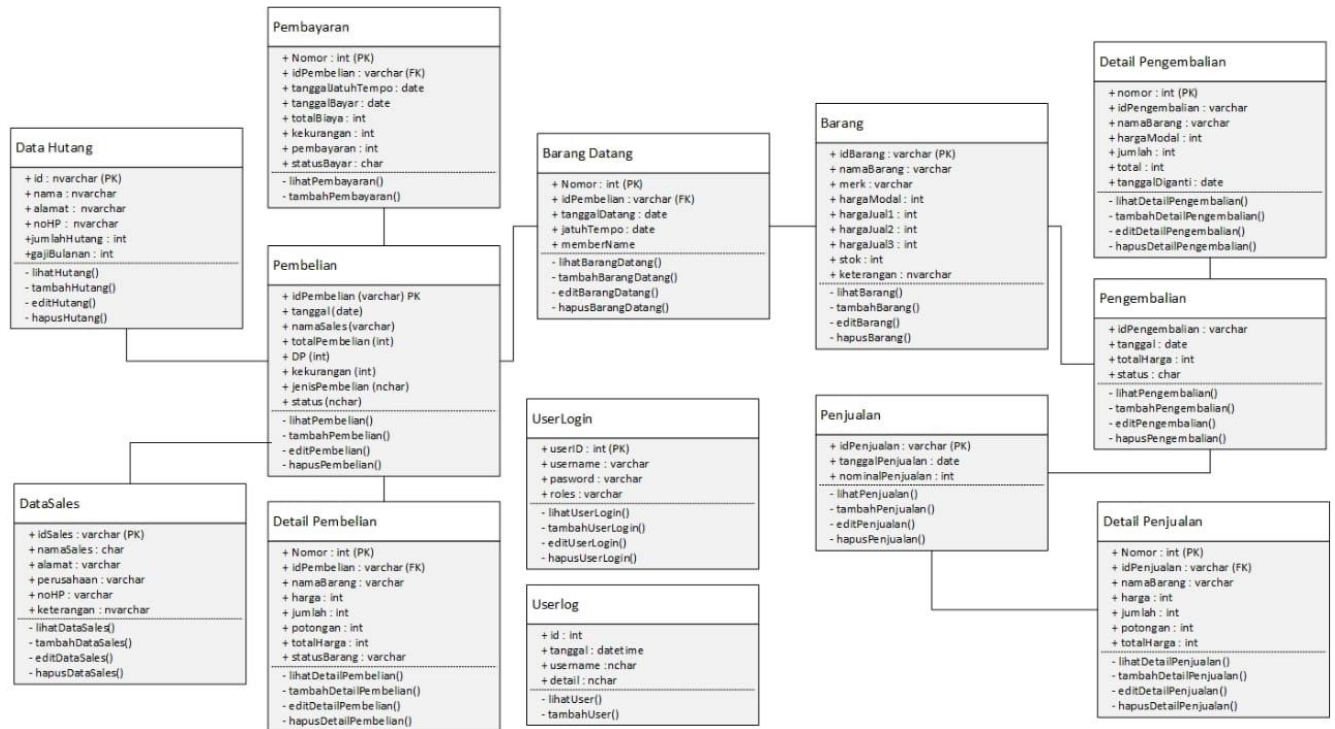 Pembayaran
+ Nomor : int (PK)
+ idPembelian : varchar (FK)
+ tanggalJatuhTempo : date
+ tanggalBayar : date
+ totalBiaya : int
+ kekurangan : int
+ pembayaran : int
+ statusBayar : char
- lihatPembayaran()
- tambahPembayaran()
Data Hutang
+ id : nvarchar (PK)
+ nama : nvarchar
+ alamat : nvarchar
+ noHP : nvarchar
+jumlahHutang : int
+gajiBulanan : int
- lihatHutang()
- tambahHutang()
- editHutang()
- hapusHutang()
Pembelian
+ idPembelian (varchar) PK
+ tanggal (date)
+ namaSales (varchar)
+ totalPembelian (int)
+ DP (int)
+ kekurangan (int)
+ jenisPembelian (nchar)
+ status (nchar)
- lihatPembelian()
- tambahPembelian()
- editPembelian()
- hapusPembelian()
DataSales
+ idSales : varchar (PK)
+ namaSales : char
+ alamat : varchar
+ perusahaan : varchar
+ noHP : varchar
+ keterangan : nvarchar
- lihatDataSales()
- tambahDataSales()
- editDataSales()
- hapusDataSales()
Detail Pembelian
+ Nomor : int (PK)
+ idPembelian : varchar (FK)
+ namaBarang : varchar
+ harga : int
+ jumlah : int
+ potongan : int
+ totalHarga : int
+ statusBarang : varchar
- lihatDetailPembelian()
- tambahDetailPembelian()
- editDetailPembelian()
- hapusDetailPembelian()
Barang Datang
+ Nomor : int (PK)
+ idPembelian : varchar (FK)
+ tanggalDatang : date
+ jatuhTempo : date
+ memberName
- lihatBarangDatang()
- tambahBarangDatang()
- editBarangDatang()
- hapusBarangDatang()
UserLogin
+ userID : int (PK)
+ username : varchar
+ pasword : varchar
+ roles : varchar
- lihatUserLogin()
- tambahUserLogin()
- editUserLogin()
- hapusUserLogin()
Userlog
+ id : int
+ tanggal : datetime
+ username :nchar
+ detail : nchar
- lihatUser()
- tambahUser()
Barang
+ idBarang : varchar (PK)
+ namaBarang : varchar
+ merk : varchar
+ hargaModal : int
+ hargaJual1 : int
+ hargaJual2 : int
+ hargaJual3 : int
+ stok : int
+ keterangan : nvarchar
- lihatBarang()
- tambahBarang()
- editBarang()
- hapusBarang()
Penjualan
+ idPenjualan : varchar (PK)
+ tanggalPenjualan : date
+ nominalPenjualan : int
- lihatPenjualan()
- tambahPenjualan()
- editPenjualan()
- hapusPenjualan()
Detail Pengembalian
+ nomor : int (PK)
+ idPengembalian : varchar
+ namaBarang : varchar
+ hargaModal : int
+ jumlah : int
+ total : int
+ tanggalDiganti : date
- lihatDetailPengembalian()
- tambahDetailPengembalian()
- editDetailPengembalian()
- hapusDetailPengembalian()
Pengembalian
+ idPengembalian : varchar
+ tanggal : date
+ totalHarga : int
+ status : char
- lihatPengembalian()
- tambahPengembalian()
- editPengembalian()
- hapusPengembalian()
Detail Penjualan
+ Nomor : int (PK)
+ idPenjualan : varchar (FK)
+ namaBarang : varchar
+ harga : int
+ jumlah : int
+ potongan : int
+ totalHarga : int
- lihatDetailPenjualan()
- tambahDetailPenjualan()
- editDetailPenjualan()
- hapusDetailPenjualan()